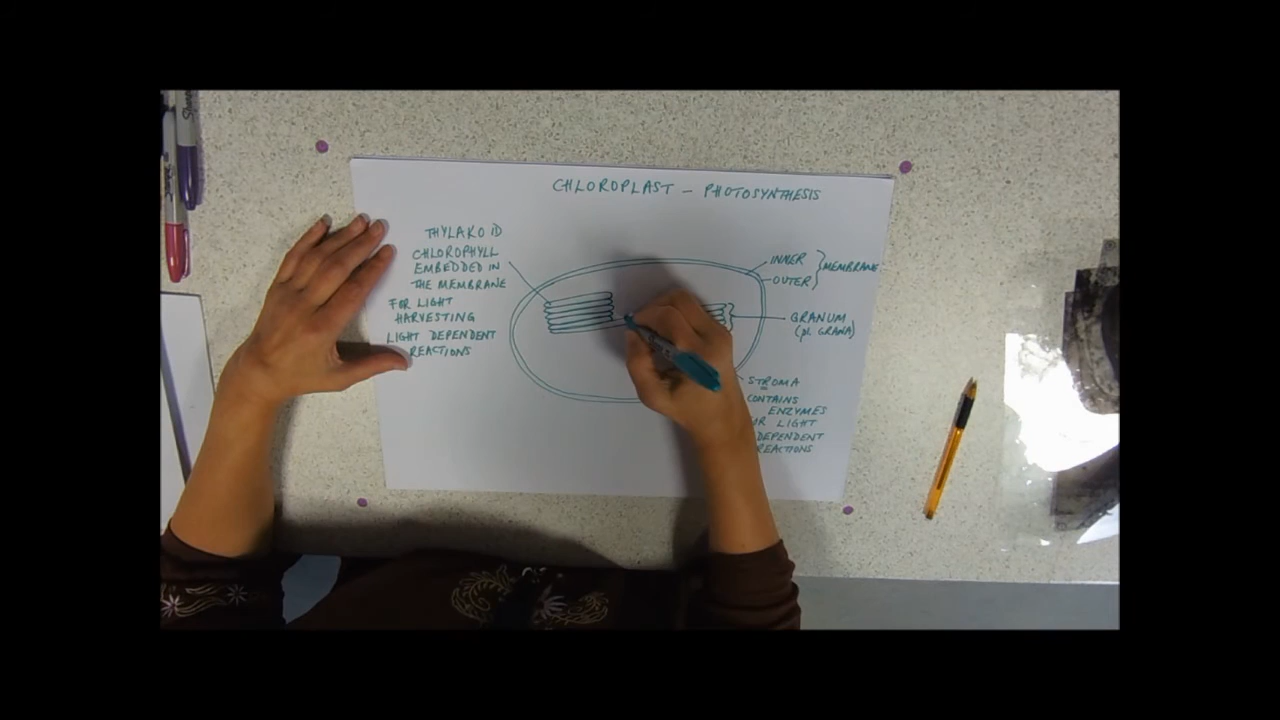 CHLOROPLAST - PHOTOSYNTHESIS
THYLAKOID
CHLOROPHYLL
EMBEDDED IN
THE MEMBRANE
FOR LIGHT
HARVESTING
LIGHT DEPENDENT
REACTIONS
INNER
OUTER
MEMBRANE
GRANUM
(pl GRANA)
STROMA
CONTAINS
ENZYMES
LIGHT
DEPENDENT
REACTIONS